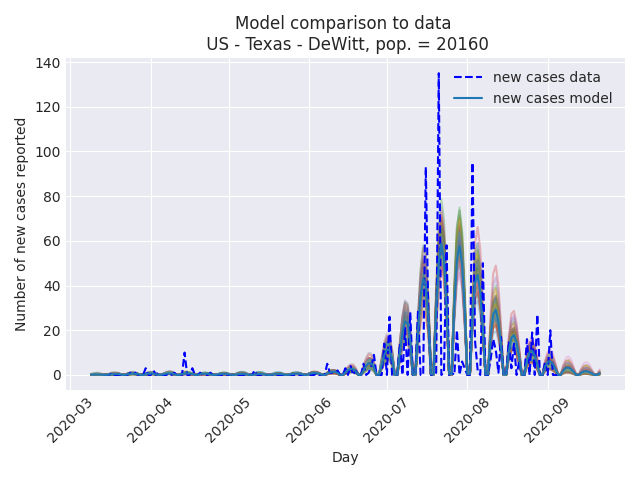 Model comparison to data
US - Texas - DeWitt, pop. = 20160
140
120
100
80
60
40
20
0
Number of new cases reported
new cases data
new cases model
2020-03
2020-04
2020-05
2020-06
2020-07
2020-08
2020-09
Day